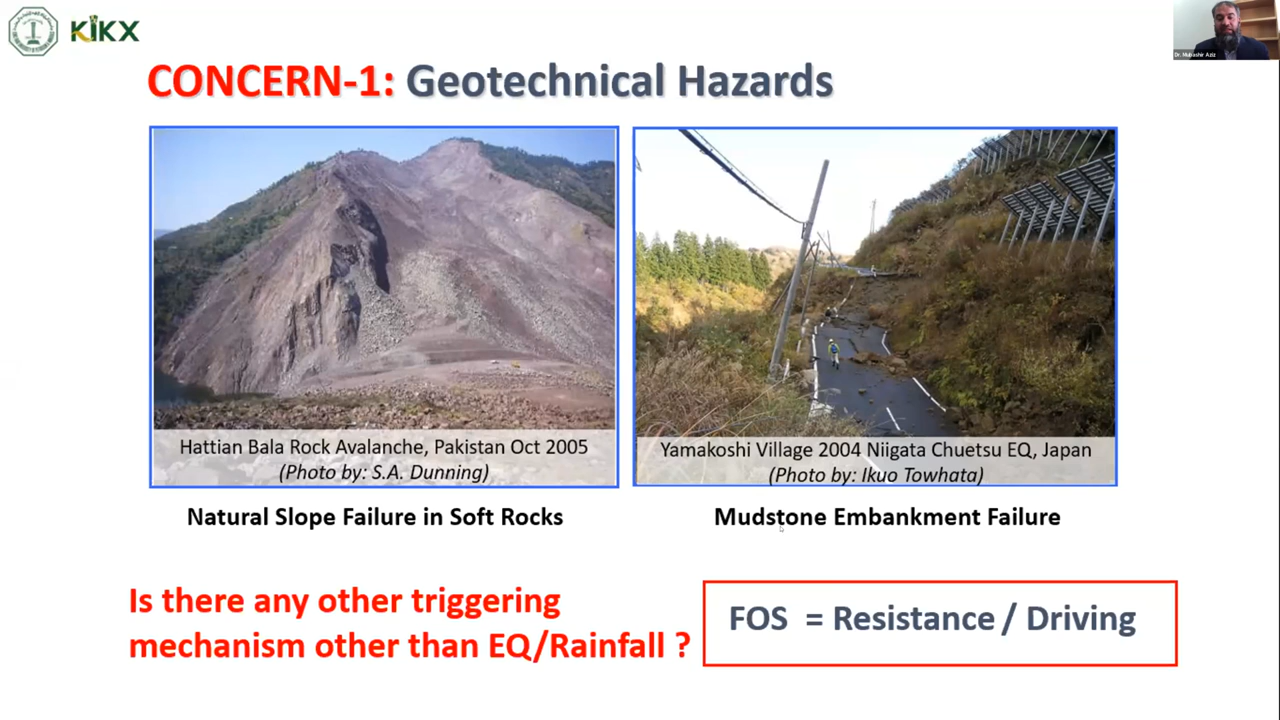 KIKX
Dr. Mubashir Aziz
CONCERN-1: Geotechnical Hazards
Hattian Bala Rock Avalanche, Pakistan Oct 2005
(Photo by: S.A. Dunning)
Yamakoshi Village 2004 Niigata Chuetsu EQ, Japan
(Photo by: Ikuo Towhata)
Natural Slope Failure in Soft Rocks
Mudstone Embankment Failure
Is there any other triggering
mechanism other than EQ/Rainfall ?
FOS = Resistance / Driving